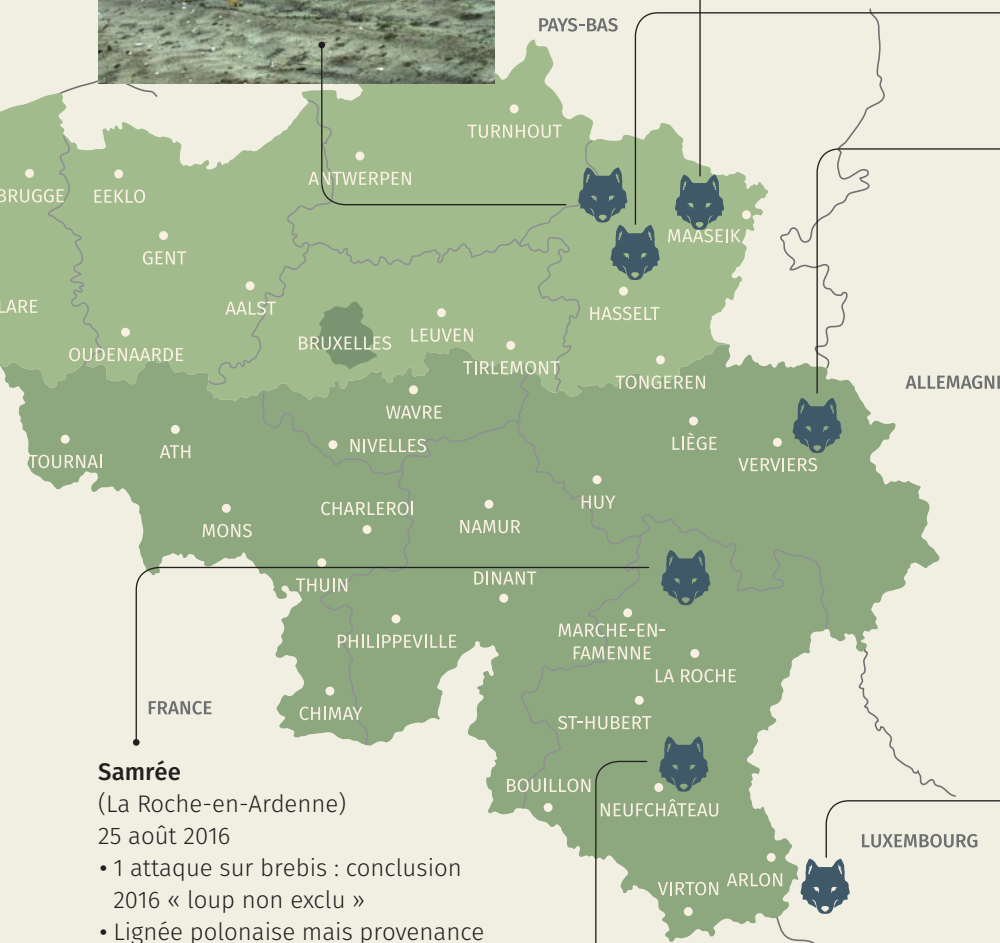 PAYS-BAS
TURNHOUT
ANTWERPEN
BRUGGE
EEKLO
MAASEIK
GENT
LARE
AALST
HASSELT
BRUXELLES
LEUVEN
OUDENAARDE
TIRLEMONT
TONGEREN
ALLEMAGNE
WAVRE
NIVELLES
LIÈGE
TOURNAI
ATH
VERVIERS
HUY
CHARLEROI
MONS
NAMUR
THUIN
DINANT
PHILIPPEVILLE
MARCHE-EN-
FAMENNE
LA ROCHE
FRANCE
CHIMAY
ST-HUBERT
BOUILLON
NEUFCHÂTEAU
LUXEMBOURG
VIRTON
ARLON
Samrée
(La Roche-en-Ardenne)
25 août 2016
• 1 attaque sur brebis : conclusion
2016 « loup non exclu »
• Lignée polonaise mais provenance